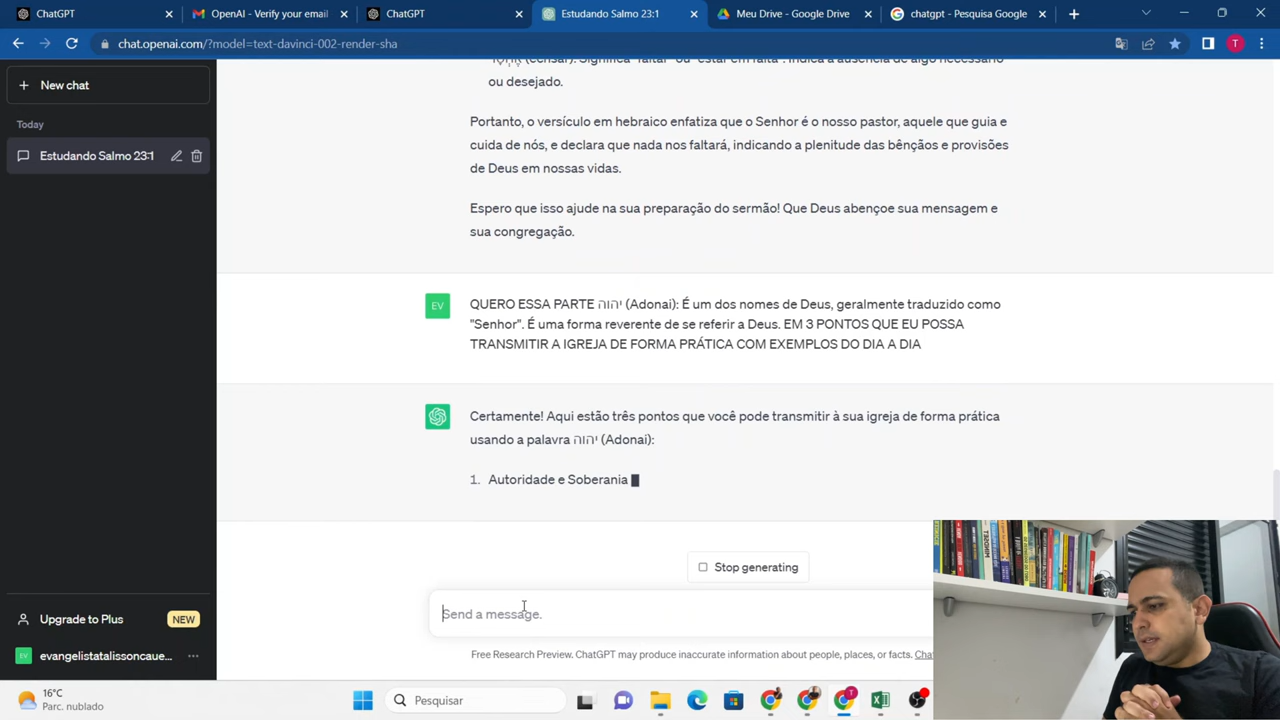 ChatGPT
OpenAI - Verify your email
ChatGPT
Estudando Salmo 23:1
Meu Drive - Google Drive
chatgpt - Pesquisa Google
chat.openai.com/?model=text-davinci-002-render-sha
T
New chat
Today
Estudando Salmo 23:1
ou desejado.
Portanto, o versículo em hebraico enfatiza que o Senhor é o nosso pastor, aquele que guia e
cuida de nós, e declara que nada nos faltará, indicando a plenitude das bênçãos e provisões
de Deus em nossas vidas.
Espero que isso ajude na sua preparação do sermão! Que Deus abençoe sua mensagem e
sua congregação.
EV
QUERO ESSA PARTE יהוה (Adonai): É um dos nomes de Deus, geralmente traduzido como
"Senhor". É uma forma reverente de se referir a Deus. EM 3 PONTOS QUE EU POSSA
TRANSMITIR A IGREJA DE FORMA PRÁTICA COM EXEMPLOS DO DIA A DIA
Certamente! Aqui estão três pontos que você pode transmitir à sua igreja de forma prática
usando a palavra יהוה (Adonai):
1. Autoridade e Soberania
Stop generating
Send a message.
Free Research Preview. ChatGPT may produce inaccurate information about people, places, or facts. Cha
Upgrade to Plus
NEW
EV
evangelistatalissoncaue...
16°C
Parc. nublado
Pesquisar